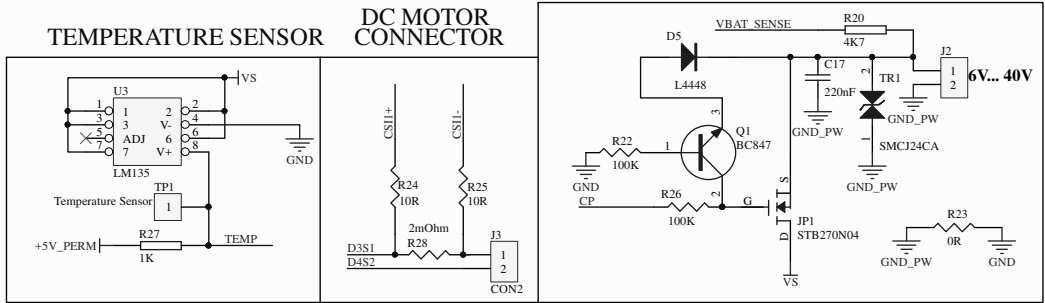 TEMPERATURE SENSOR
VS
U3
1
1
2
2
3
3
V-
4
5
ADJ
6
6
7
7
V+
8
LM135
GND
TP1
Temperature Sensor
1
+5V_PERM
R27
1K
TEMP
DC MOTOR
CONNECTOR
CSI1+
CSI1-
R24
10R
R25
10R
2mOhm
R28
D3S1
D4S2
J3
1
2
CON2
VBAT_SENSE
R20
4K7
D5
L4448
C17
220nF
GND_PW
2
TR1
1
SMCJ24CA
GND_PW
J2
1
2
6V... 40V
GND_PW
3
Q1
BC847
1
2
R22
100K
GND
CP
R26
100K
G
S
D
JP1
STB270N04
VS
R23
0R
GND_PW
GND